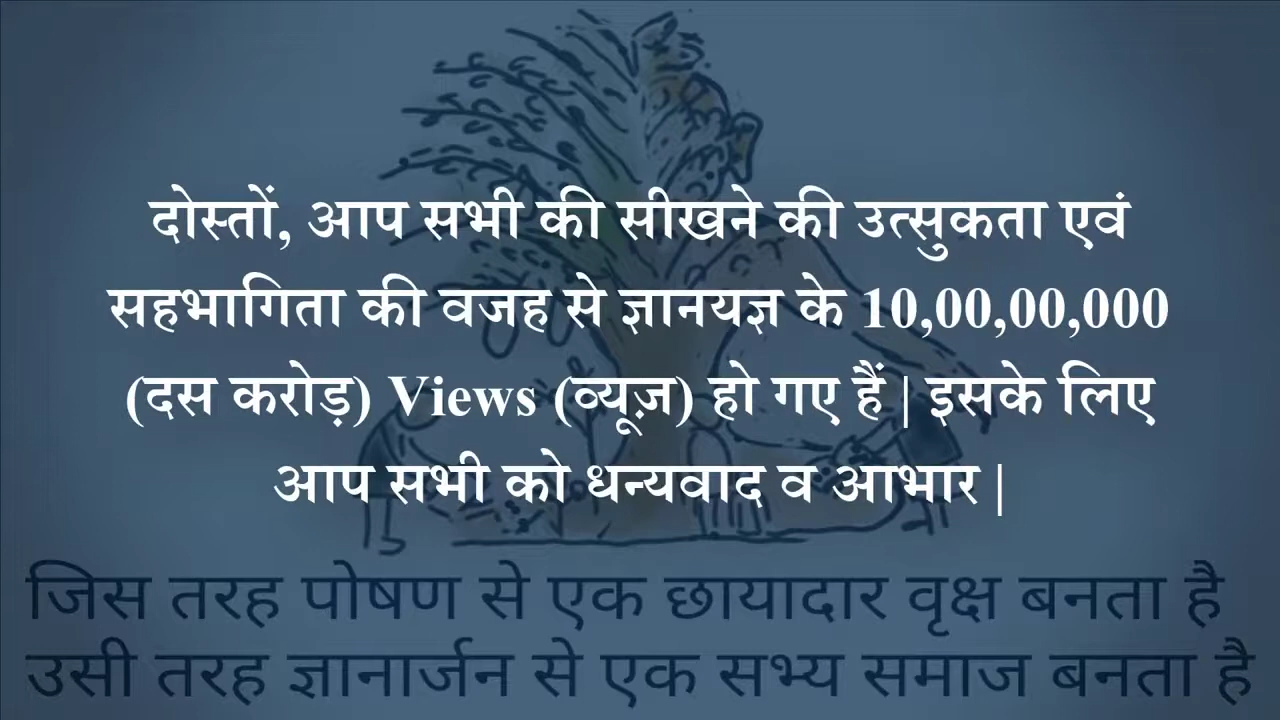 दोस्तों, आप सभी की सीखने की उत्सुकता एवं
सहभागिता की वजह से ज्ञानयज्ञ के 10,00,00,000
(दस करोड़) Views (व्यूज़) हो गए हैं | इसके लिए
आप सभी को धन्यवाद व आभार |
जिस तरह पोषण से एक छायादार वृक्ष बनता है
उसी तरह ज्ञानार्जन से एक सभ्य समाज बनता है